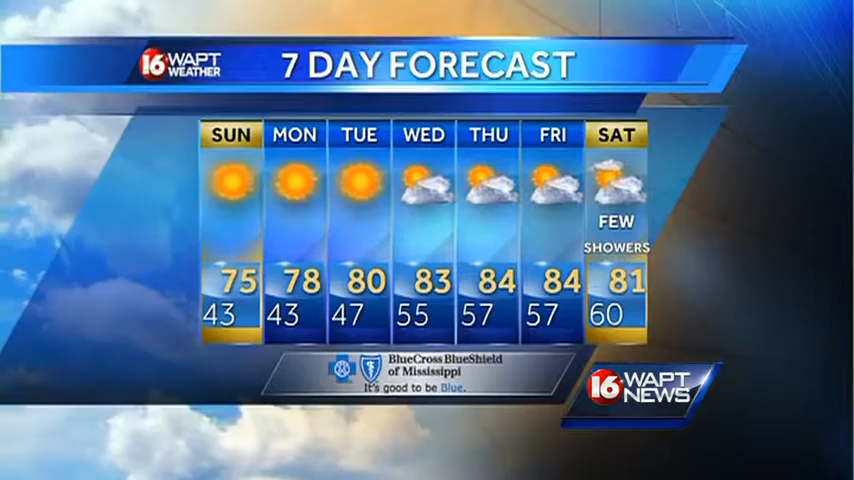 16 WAPT
WEATHER
7 DAY FORECAST
SUN MON TUE WED THU FRI SAT
FEW
SHOWERS
75 78 80 83 84 84 81
43 43 47 55 57 57 60
BlueCross BlueShield
of Mississippi
It's good to be Blue.
16 WAPT
NEWS